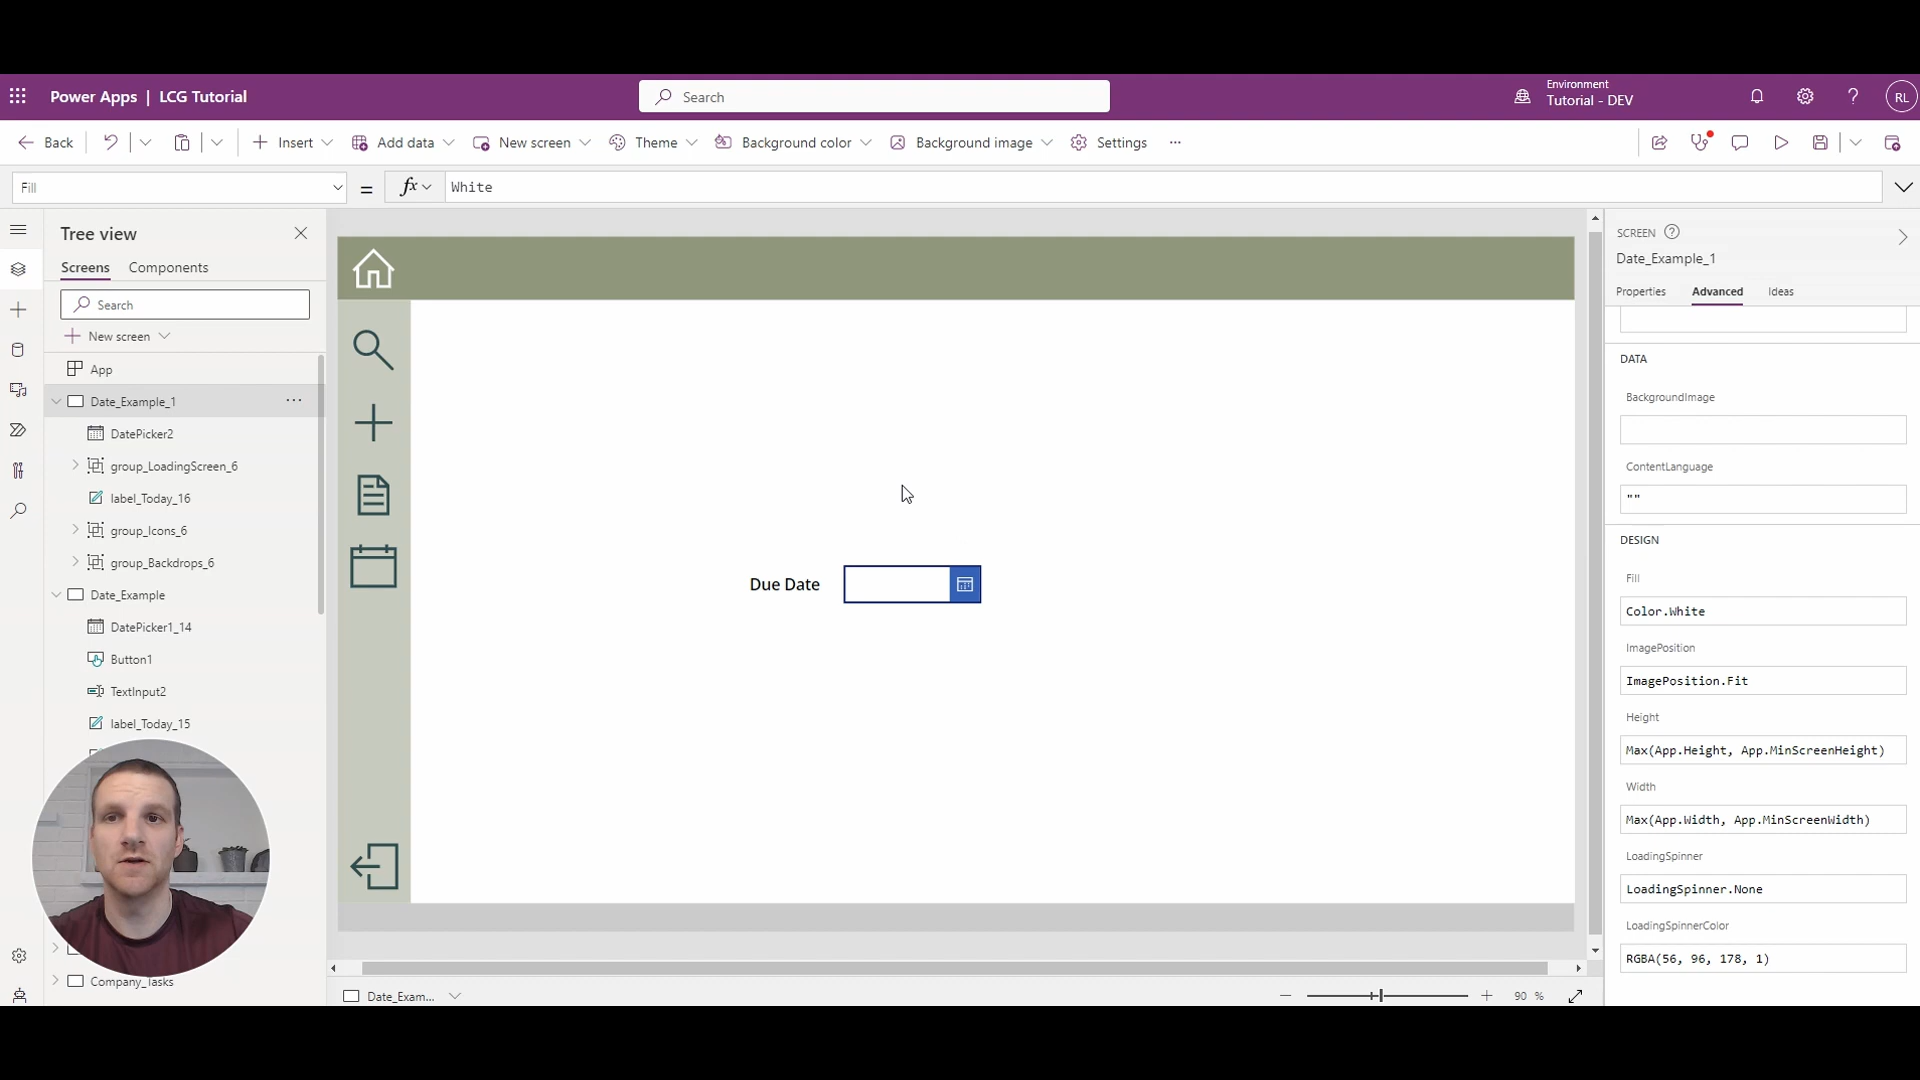 Power Apps | LCG Tutorial
Search
Environment
Tutorial - DEV
RL
Back
Insert
Add data
New screen
Theme
Background color
Background image
Settings
Fill
=
fx
White
Tree view
Screens
Components
Search
New screen
App
Date_Example_1
DatePicker2
group_LoadingScreen_6
label_Today_16
group_Icons_6
group_Backdrops_6
Date_Example
DatePicker1_14
Button1
TextInput2
label_Today_15
Company_Tasks
Due Date
Date_Exam...
90 %
SCREEN
Date_Example_1
Properties
Advanced
Ideas
DATA
BackgroundImage
ContentLanguage
""
DESIGN
Fill
Color.White
ImagePosition
ImagePosition.Fit
Height
Max(App.Height, App.MinScreenHeight)
Width
Max(App.Width, App.MinScreenWidth)
LoadingSpinner
LoadingSpinner.None
LoadingSpinnerColor
RGBA(56, 96, 178, 1)